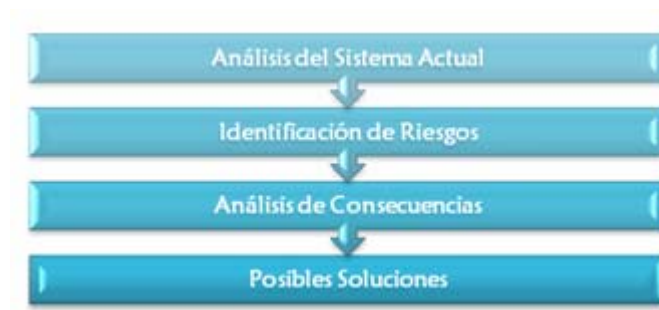 Análisis del Sistema Actual
Identificación de Riesgos
Análisis de Consecuencias
Posibles Soluciones